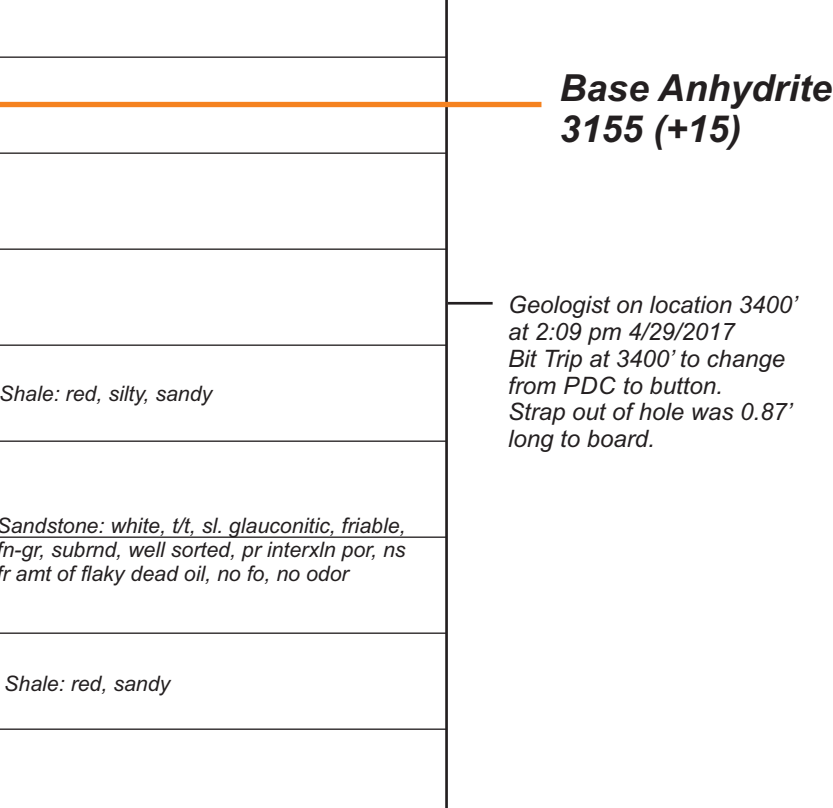 Base Anhydrite
3155 (+15)
Geologist on location 3400’
at 2:09 pm 4/29/2017
Bit Trip at 3400’ to change
from PDC to button.
Strap out of hole was 0.87’
long to board.
Shale: red, silty, sandy
Sandstone: white, t/t, sl. glauconitic, friable,
fn-gr, subrnd, well sorted, pr interxln por, ns
fr amt of flaky dead oil, no fo, no odor
Shale: red, sandy